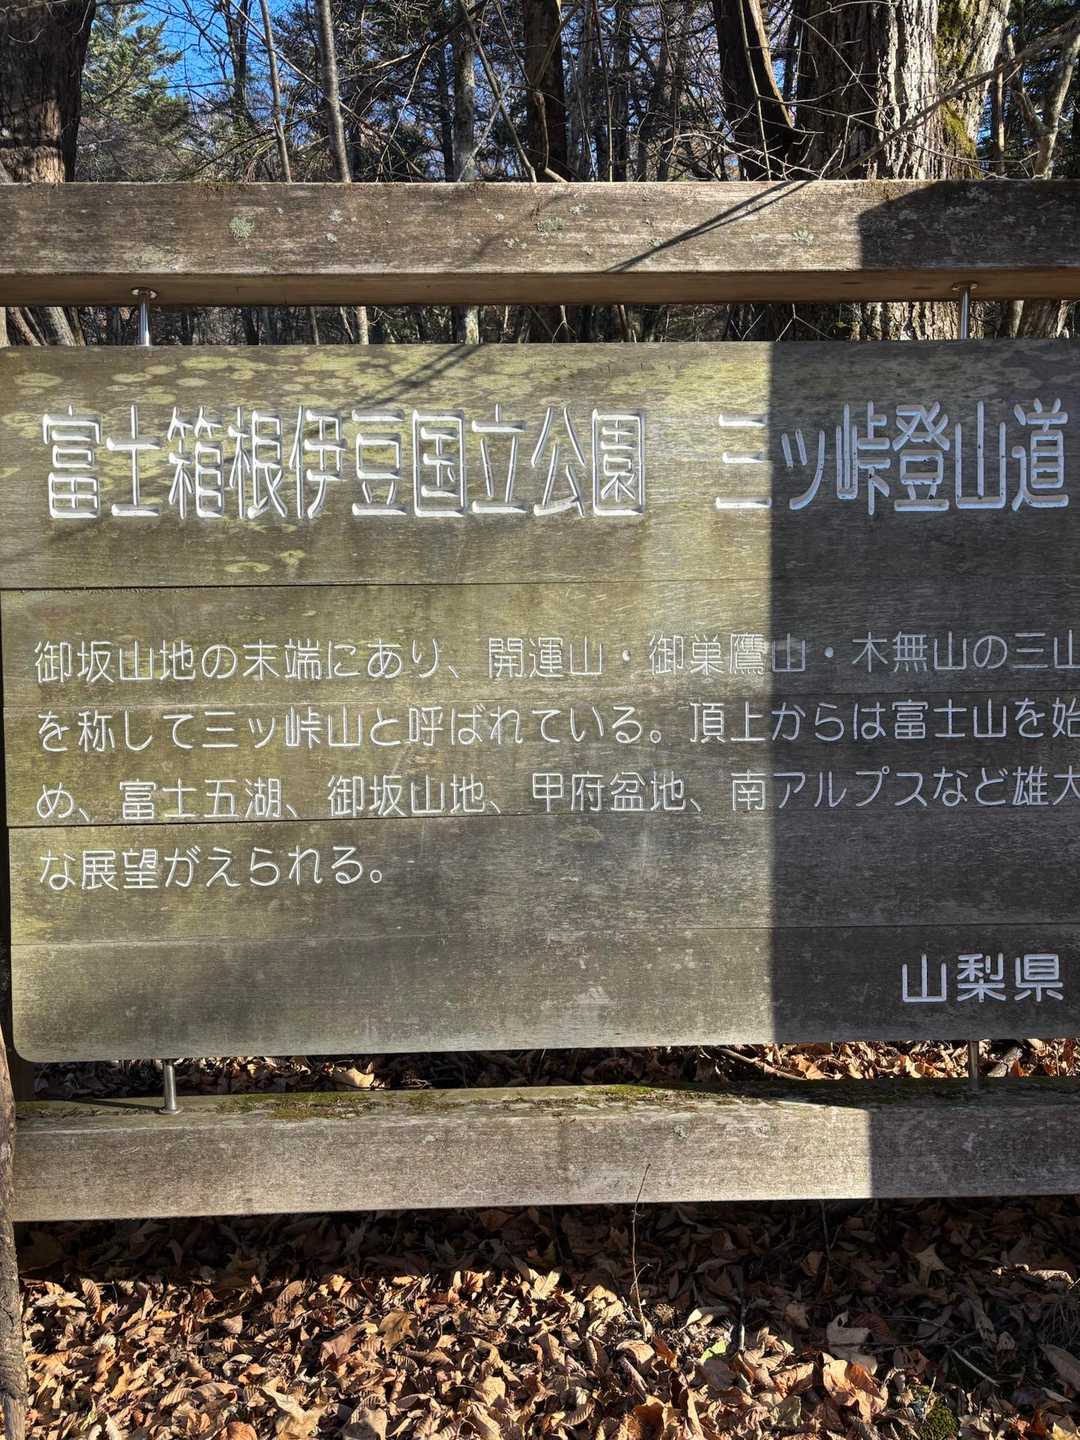 富士箱根伊豆国立公園　三ツ峠登山道
御坂山地の末端にあり、開運山・御巣鷹山・木無山の三山
を称して三ッ峠山と呼ばれている。頂上からは富士山を始
め、富士五湖、御坂山地、甲府盆地、南アルプスなど雄大
な展望がえられる。
山梨県